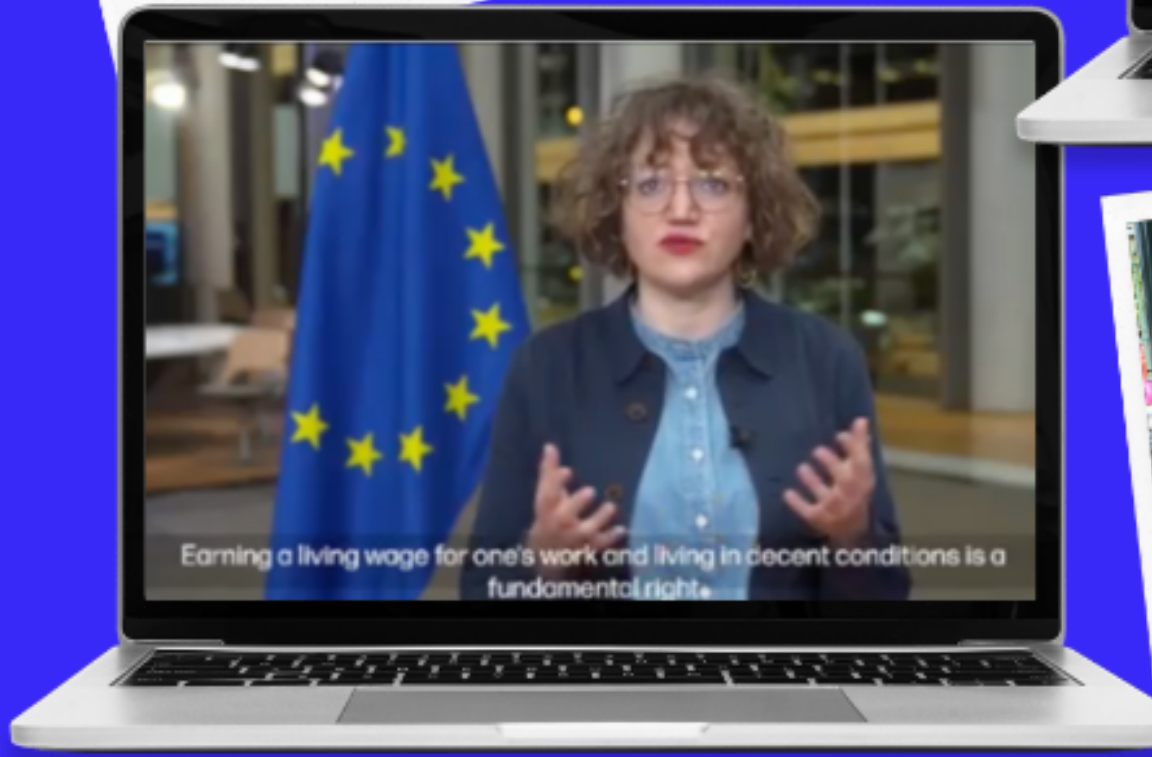 Earning a living wage for one's work and living in decent conditions is a
fundamental right.